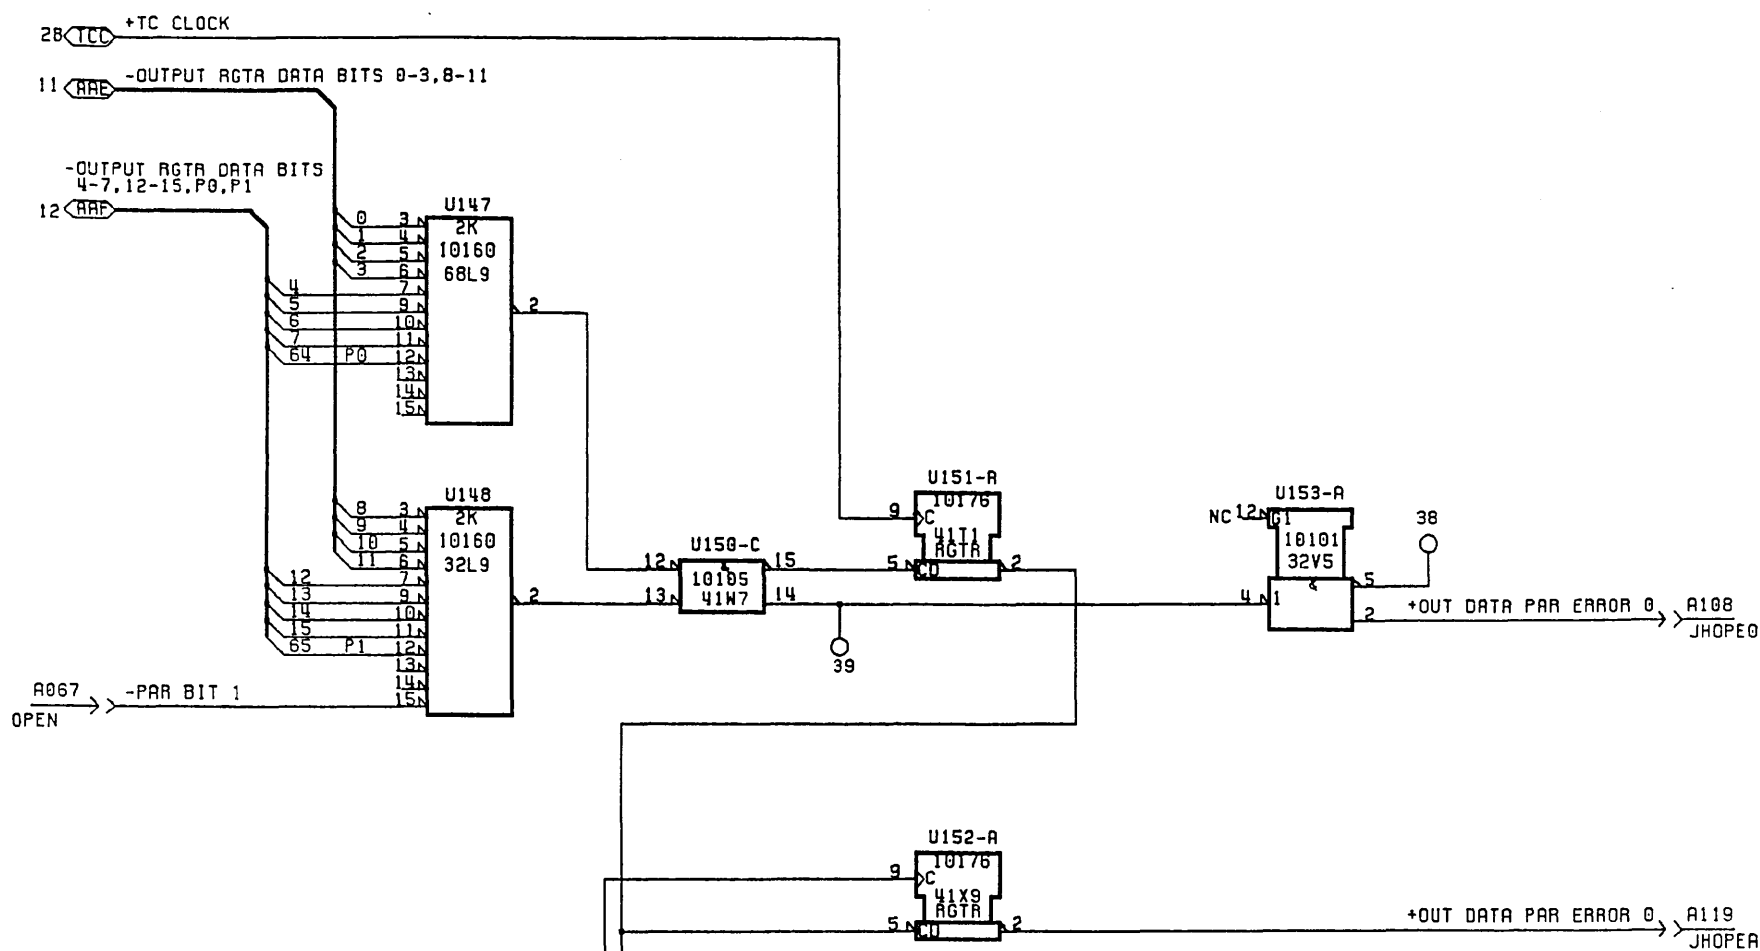 28 TCC +TC CLOCK
11 AAE -OUTPUT RGTR DATA BITS 0-3,8-11
-OUTPUT RGTR DATA BITS
4-7,12-15,P0,P1
12 AAF
U147
2K
10160
68L9
0 3
1 4
2 5
3 6
4 7
5 9
6 10
7 11
64 P0 12
13
14
15
2
U148
2K
10160
32L9
8 3
9 4
10 5
11 6
12 7
13 9
14 10
15 11
65 P1 12
13
14
15
2
A067 -PAR BIT 1
OPEN
U150-C
&
10105
41W7
12 15
13 14
39
U151-A
10176
9 C
41T1
RGTR
5 CD 2
U153-A
NC 12 G1
10101
32V5
&
4 1 5
2
38
+OUT DATA PAR ERROR 0 A108
JHOPE0
U152-A
10176
9 C
41X9
RGTR
5 CD 2
+OUT DATA PAR ERROR 0 A119
JHOPEA